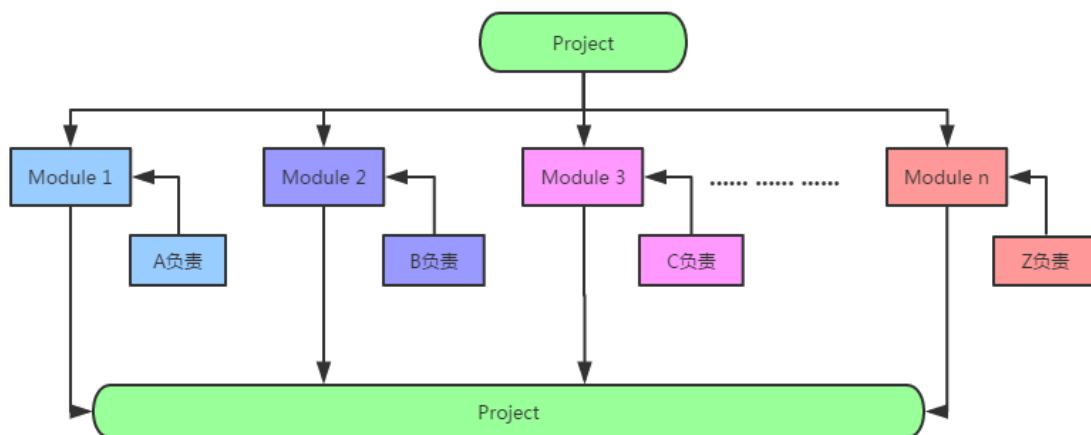 Project
Module 1
Module 2
Module 3
...... ...... ......
Module n
A负责
B负责
C负责
Z负责
Project